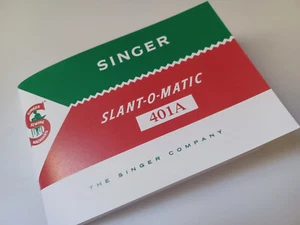 SINGER
SLANT-O-MATIC
401A
THE SINGER COMPANY